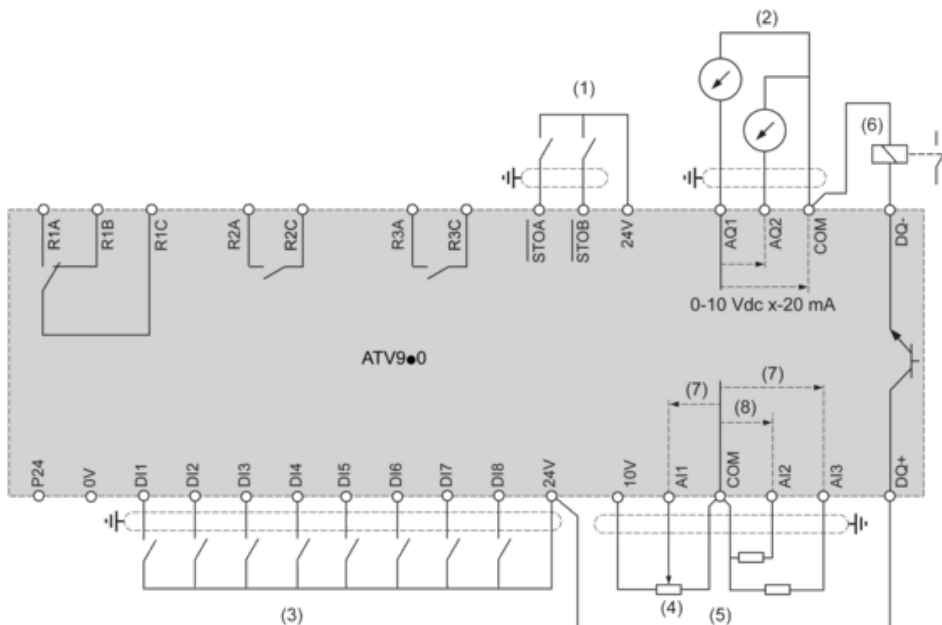 (1)
(2)
(6)
R1A
R1B
R1C
R2A
R2C
R3A
R3C
STOA
STOB
24V
AQ1
AQ2
COM
DQ-
0-10 Vdc x-20 mA
ATV9●0
(7)
(7)
(8)
P24
0V
DI1
DI2
DI3
DI4
DI5
DI6
DI7
DI8
24V
10V
AI1
COM
AI2
AI3
DQ+
(3)
(4)
(5)